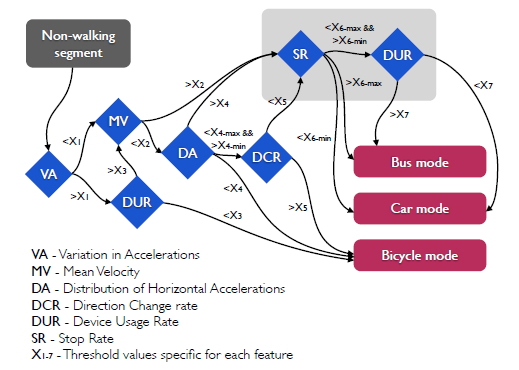 Non-walking
segment
<X6-max &&
>X6-min
SR
DUR
>X2
>X4
<X5
>X6-max
<X7
MV
<X1
<X2
<X4-max &&
>X4-min
<X6-min
>X7
DA
DCR
Bus mode
VA
>X3
<X4
>X1
DUR
<X3
>X5
Car mode
Bicycle mode
VA - Variation in Accelerations
MV - Mean Velocity
DA - Distribution of Horizontal Accelerations
DCR - Direction Change rate
DUR - Device Usage Rate
SR - Stop Rate
X1-7 - Threshold values specific for each feature